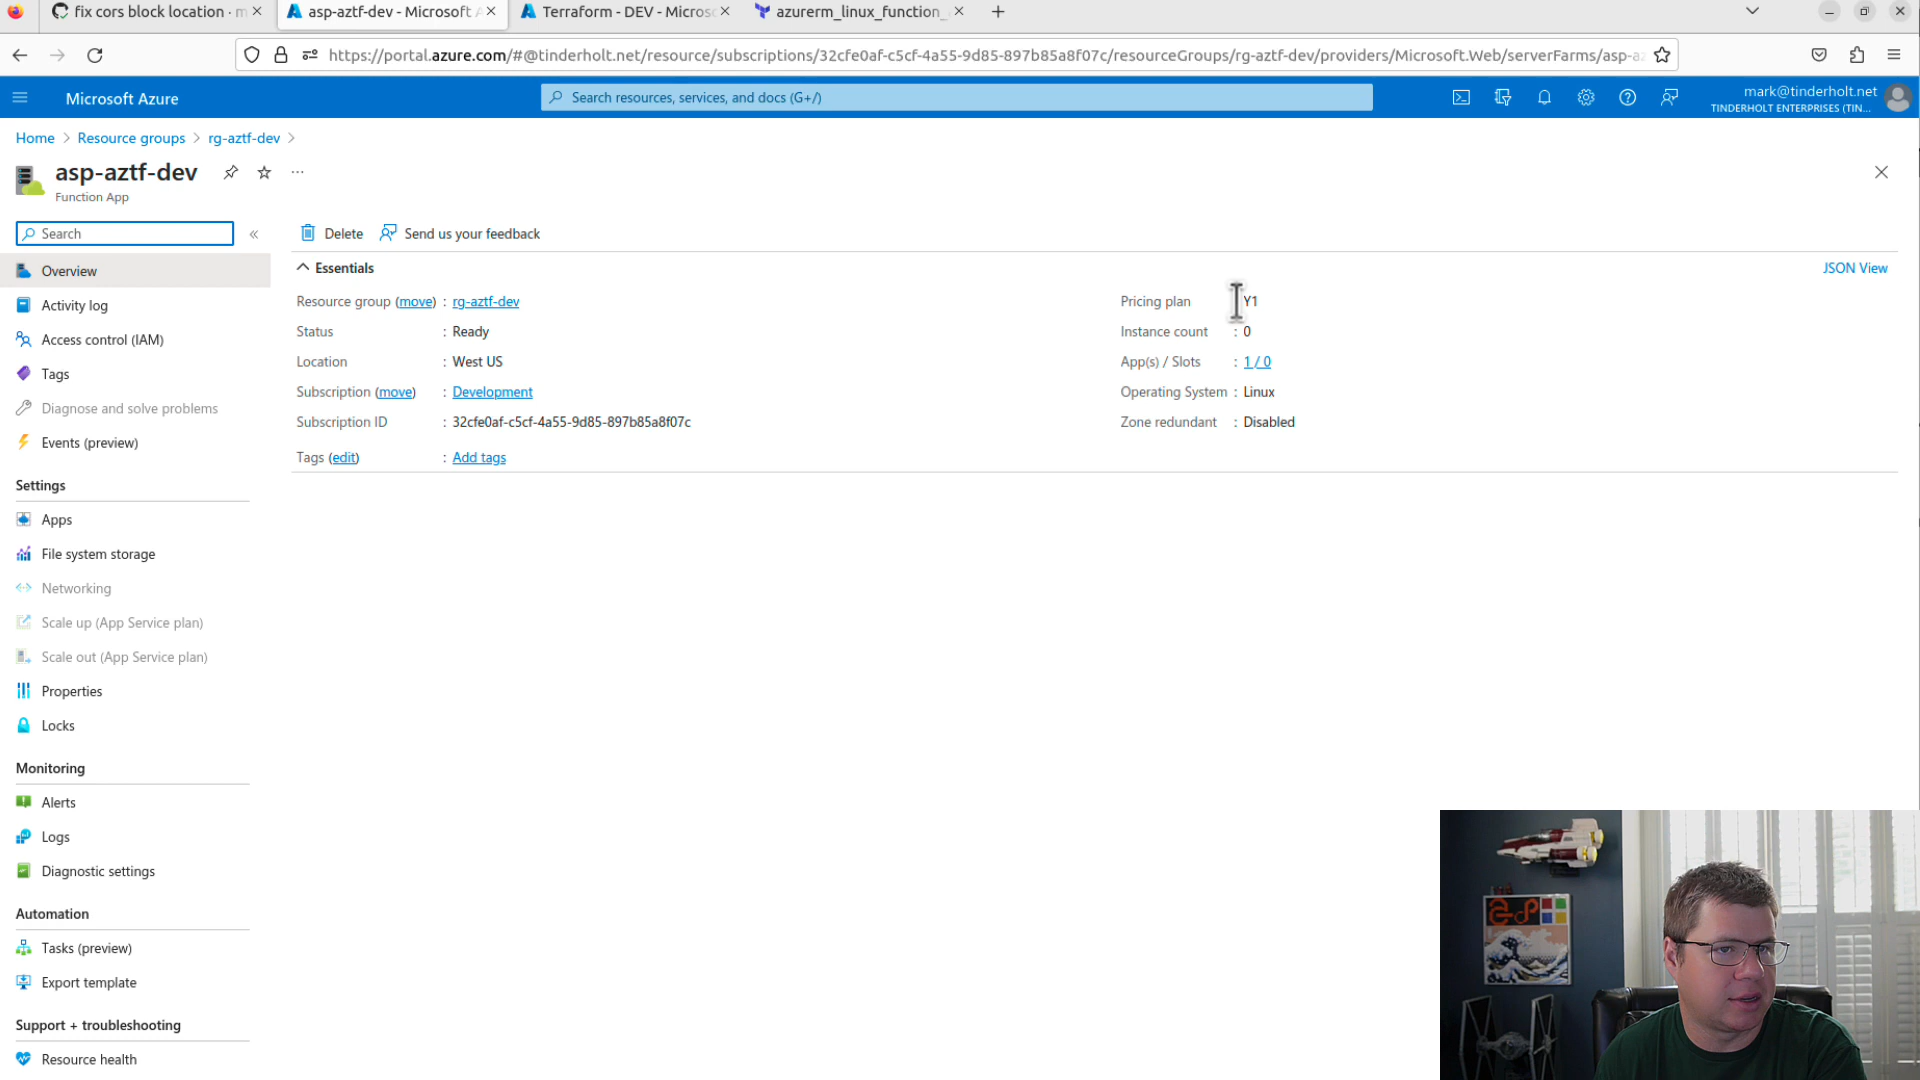 fix cors block location · m
asp-aztf-dev - Microsoft A
Terraform - DEV - Micros
azurerm_linux_function_
https://portal.azure.com/#@tinderholt.net/resource/subscriptions/32cfe0af-c5cf-4a55-9d85-897b85a8f07c/resourceGroups/rg-aztf-dev/providers/Microsoft.Web/serverFarms/asp-az
Microsoft Azure
Search resources, services, and docs (G+/)
mark@tinderholt.net
TINDERHOLT ENTERPRISES (TIN...
Home > Resource groups > rg-aztf-dev >
asp-aztf-dev
Function App
Search
Delete
Send us your feedback
Essentials
JSON View
Resource group (move) : rg-aztf-dev
Status : Ready
Location : West US
Subscription (move) : Development
Subscription ID : 32cfe0af-c5cf-4a55-9d85-897b85a8f07c
Tags (edit) : Add tags
Pricing plan Y1
Instance count : 0
App(s) / Slots : 1 / 0
Operating System : Linux
Zone redundant : Disabled
Overview
Activity log
Access control (IAM)
Tags
Diagnose and solve problems
Events (preview)
Settings
Apps
File system storage
Networking
Scale up (App Service plan)
Scale out (App Service plan)
Properties
Locks
Monitoring
Alerts
Logs
Diagnostic settings
Automation
Tasks (preview)
Export template
Support + troubleshooting
Resource health